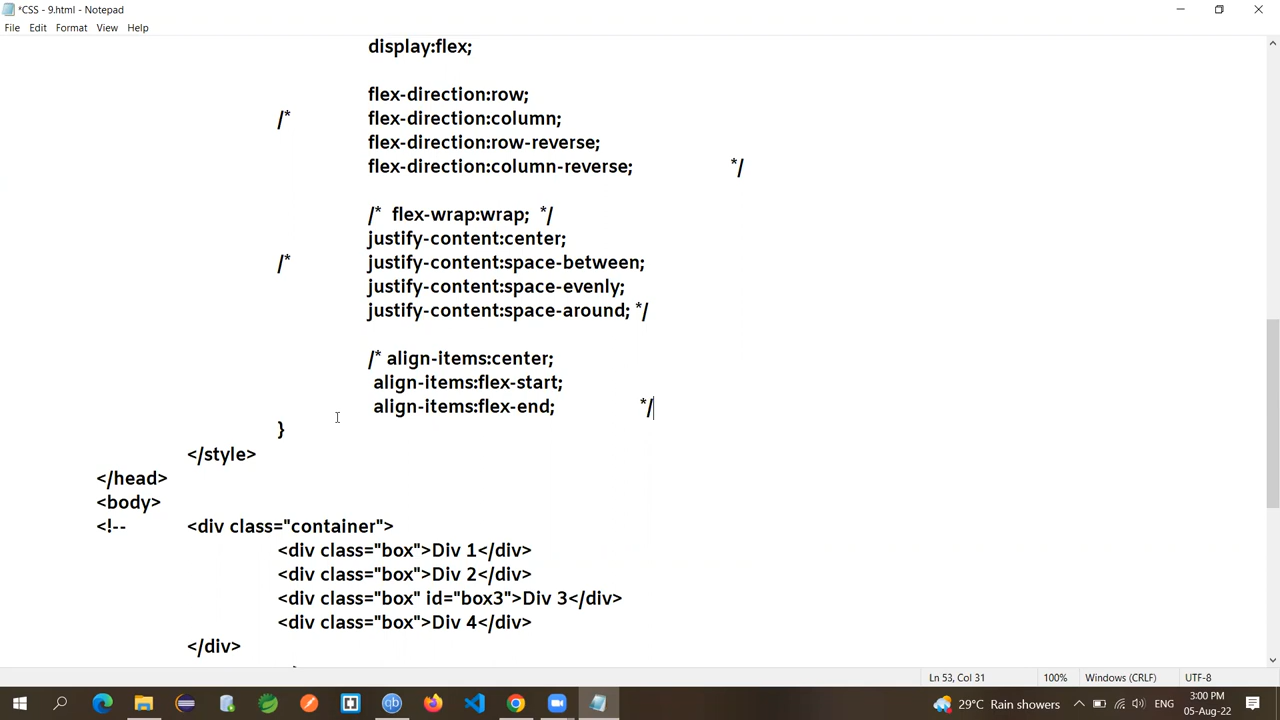 *CSS - 9.html - Notepad
File Edit Format View Help
display:flex;
flex-direction:row;
/* flex-direction:column;
flex-direction:row-reverse;
flex-direction:column-reverse; */
/* flex-wrap:wrap; */
justify-content:center;
/* justify-content:space-between;
justify-content:space-evenly;
justify-content:space-around; */
/* align-items:center;
align-items:flex-start;
align-items:flex-end; */
}
</style>
</head>
<body>
<!-- <div class="container">
<div class="box">Div 1</div>
<div class="box">Div 2</div>
<div class="box" id="box3">Div 3</div>
<div class="box">Div 4</div>
</div>
Ln 53, Col 31 100% Windows (CRLF) UTF-8
qb 29°C Rain showers ENG 3:00 PM
05-Aug-22